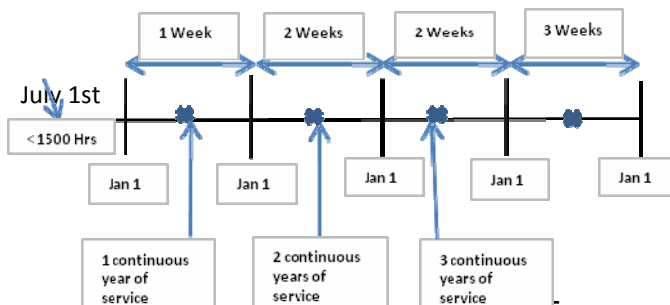 1 Week
2 Weeks
2 Weeks
3 Weeks
July 1st
<1500 Hrs
Jan 1
Jan 1
Jan 1
Jan 1
Jan 1
1 continuous
year of
service
2 continuous
years of
service
3 continuous
years of
service